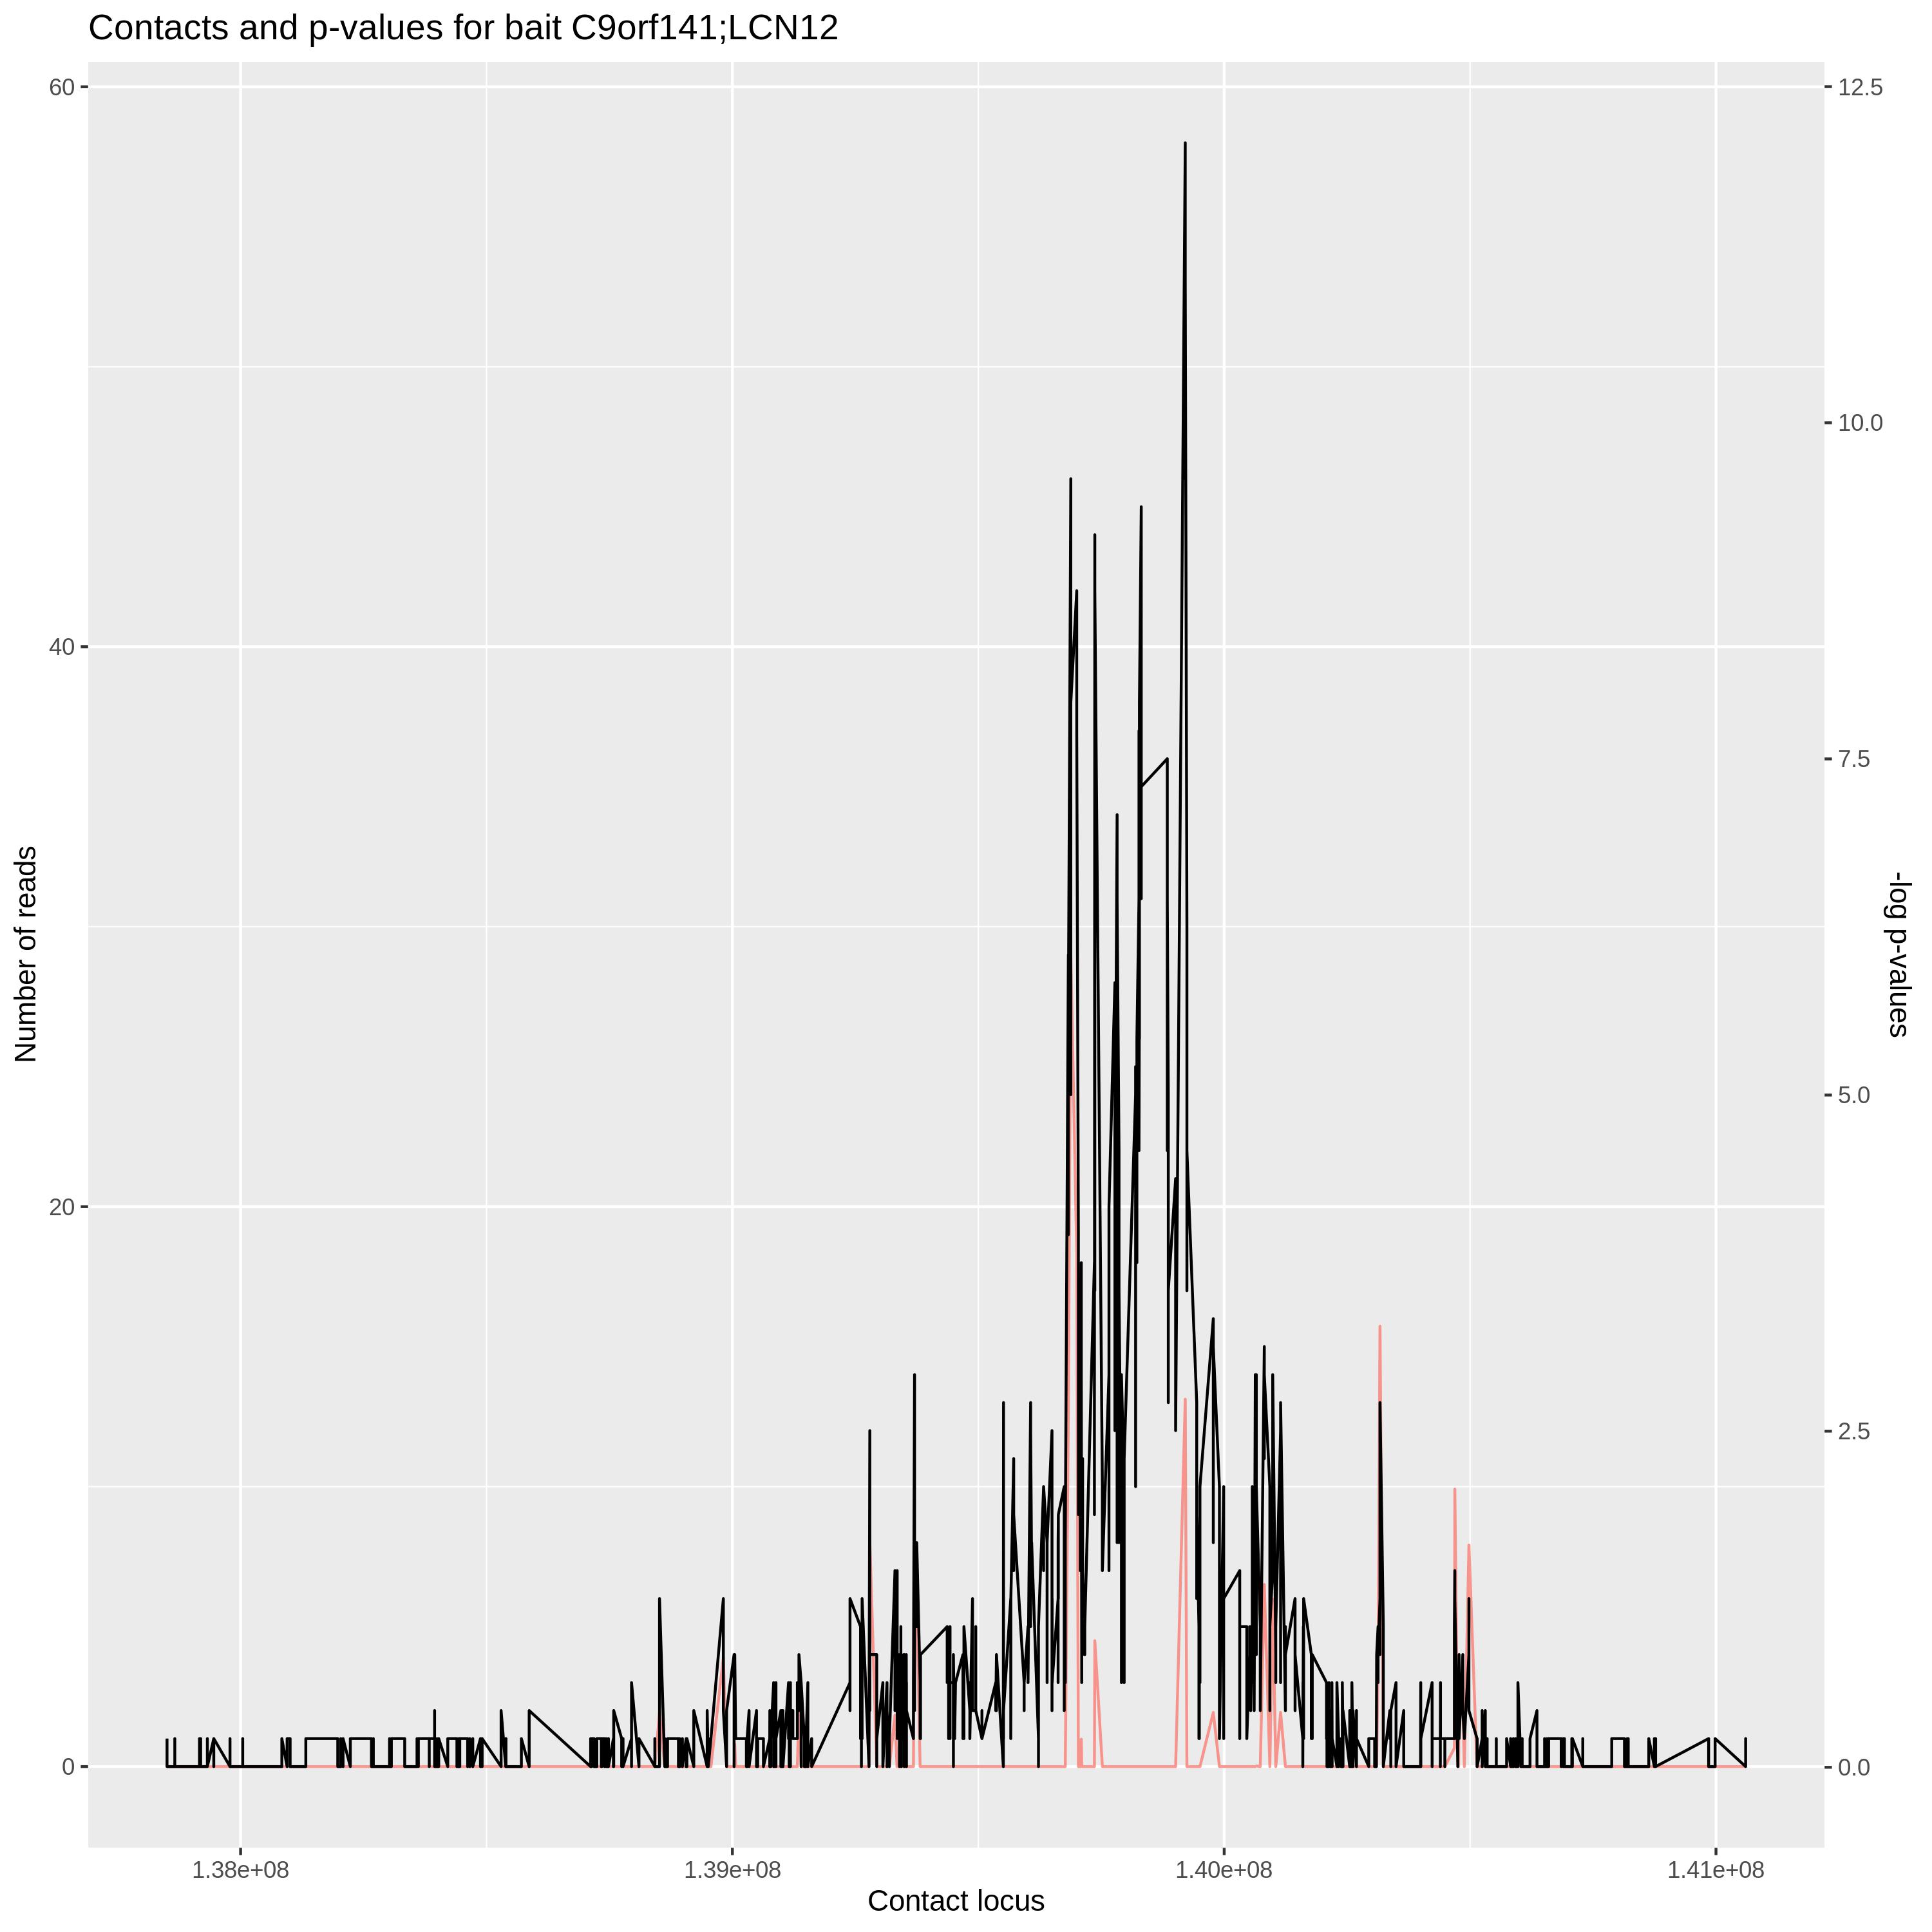 Contacts and p-values for bait C9orf141;LCN12
60
40
20
0
Number of reads
12.5
10.0
7.5
5.0
2.5
0.0
-log p-values
1.38e+08
1.39e+08
1.40e+08
1.41e+08
Contact locus